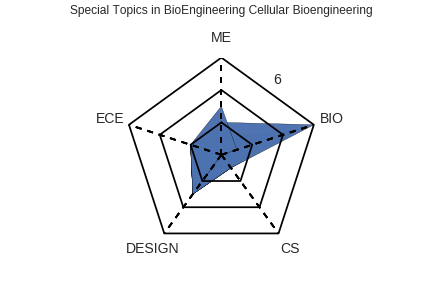 Special Topics in BioEngineering Cellular Bioengineering
ME
6
ECE
BIO
DESIGN
CS